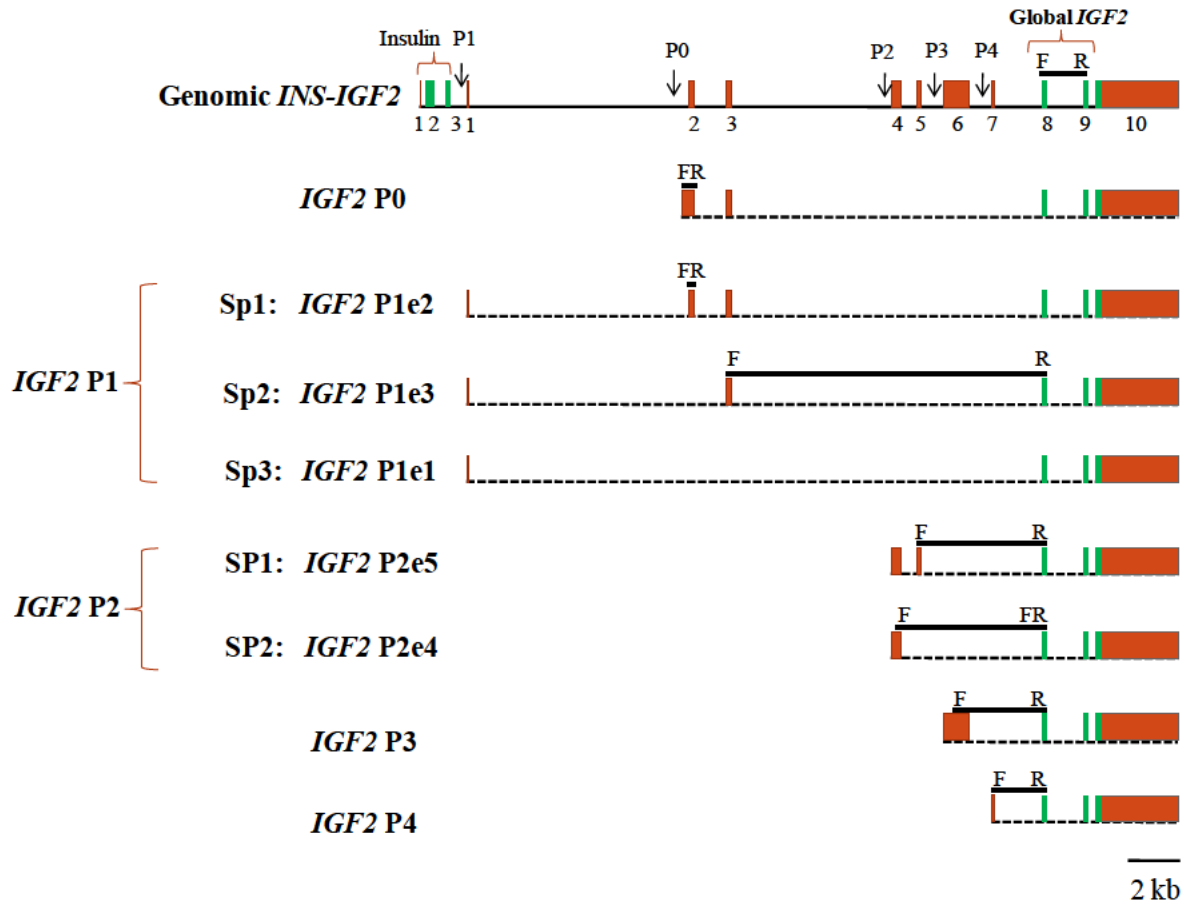 Global IGF2
Insulin P1 P0 P2 P3 P4 F R
Genomic INS-IGF2
1 2 3 1 2 3 4 5 6 7 8 9 10
FR
IGF2 P0
FR
Sp1: IGF2 P1e2
F R
IGF2 P1
Sp2: IGF2 P1e3
Sp3: IGF2 P1e1
F R
SP1: IGF2 P2e5
IGF2 P2
F FR
SP2: IGF2 P2e4
F R
IGF2 P3
F R
IGF2 P4
2 kb